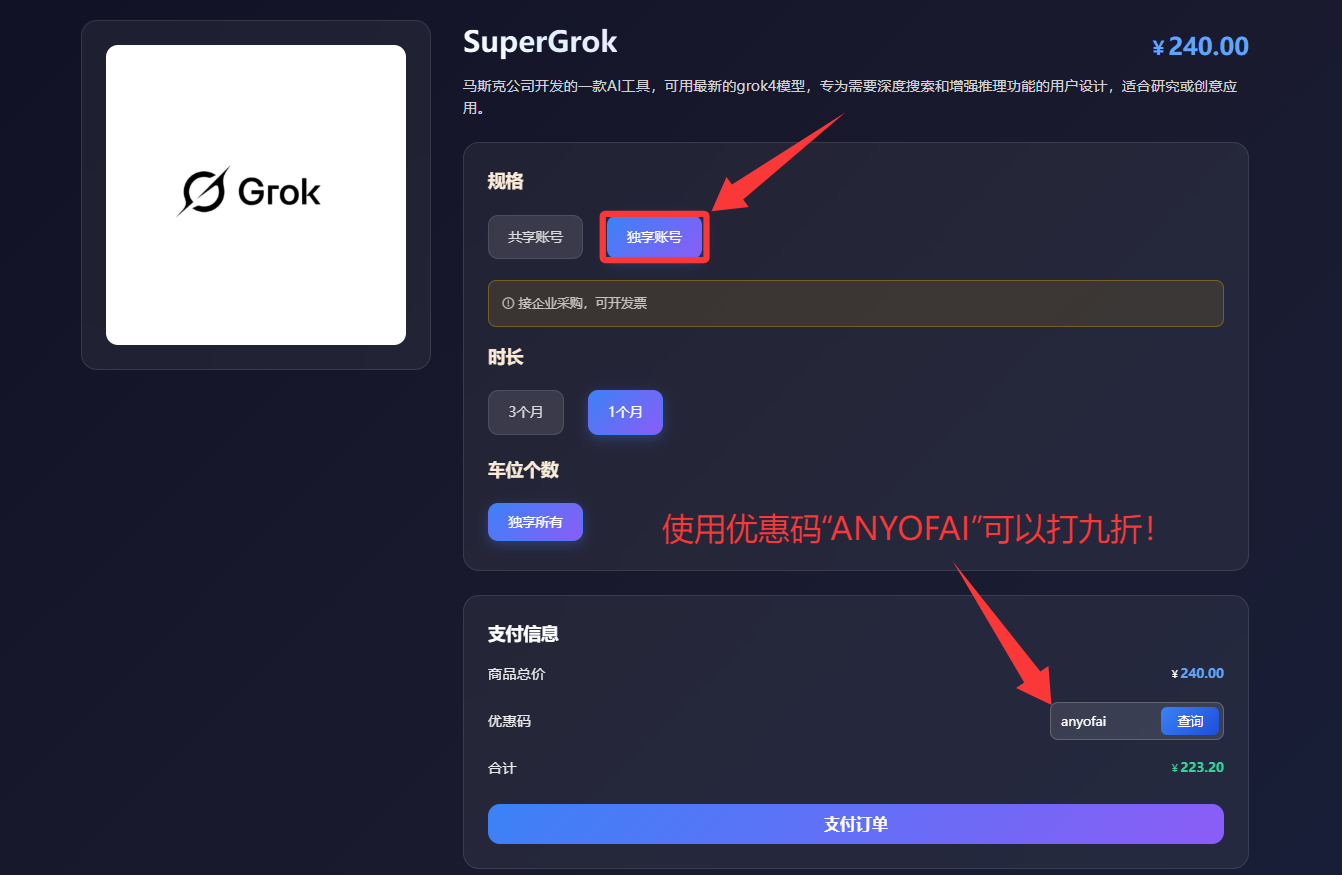 Grok
SuperGrok
¥240.00
马斯克公司开发的一款AI工具，可用最新的grok4模型，专为需要深度搜索和增强推理功能的用户设计，适合研究或创意应
用。
规格
共享账号
独享账号
接企业采购，可开发票
时长
3个月
1个月
车位个数
独享所有
使用优惠码“ANYOFAI”可以打九折！
支付信息
商品总价
¥240.00
优惠码
anyofai
查询
合计
¥223.20
支付订单